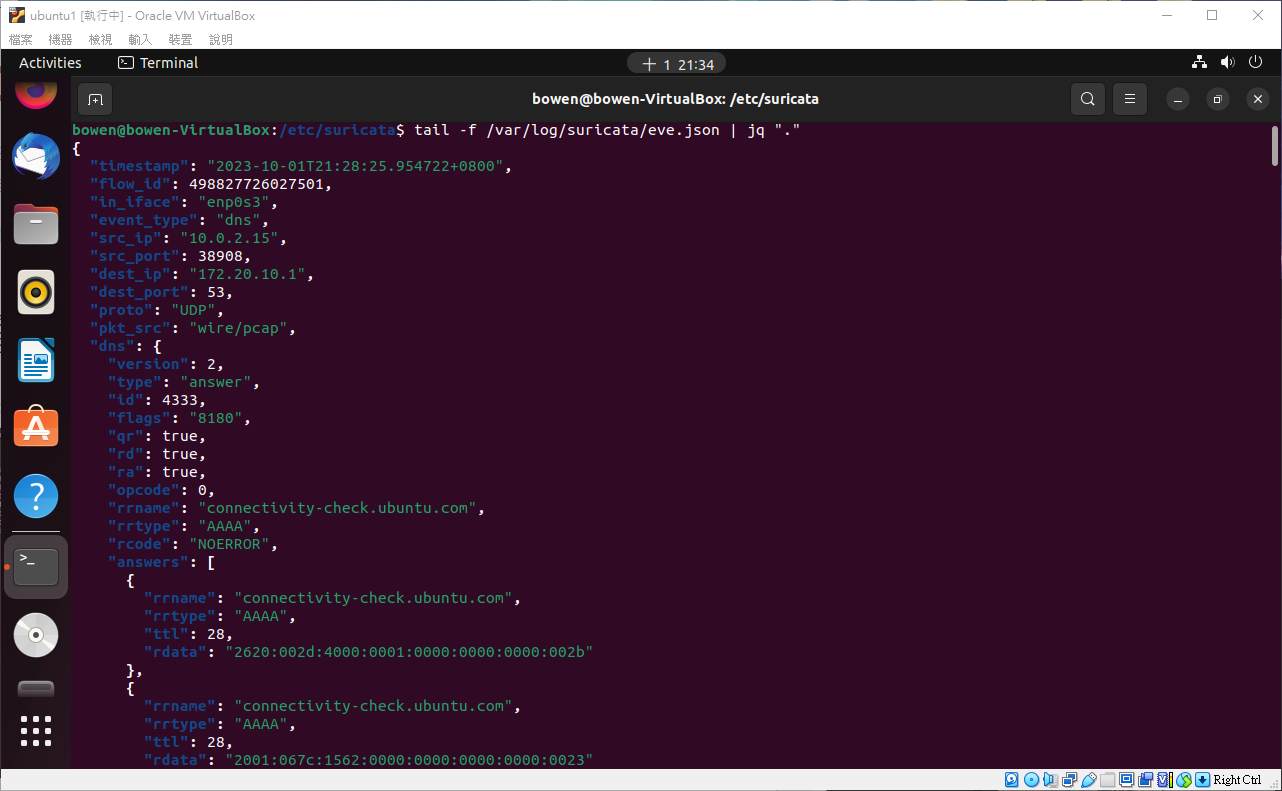 ubuntu1 [執行中] - Oracle VM VirtualBox
檔案 機器 檢視 輸入 裝置 說明
Activities Terminal 十 1 21:34
bowen@bowen-VirtualBox: /etc/suricata
bowen@bowen-VirtualBox:/etc/suricata$ tail -f /var/log/suricata/eve.json | jq "."
{
"timestamp": "2023-10-01T21:28:25.954722+0800",
"flow_id": 498827726027501,
"in_iface": "enp0s3",
"event_type": "dns",
"src_ip": "10.0.2.15",
"src_port": 38908,
"dest_ip": "172.20.10.1",
"dest_port": 53,
"proto": "UDP",
"pkt_src": "wire/pcap",
"dns": {
"version": 2,
"type": "answer",
"id": 4333,
"flags": "8180",
"qr": true,
"rd": true,
"ra": true,
"opcode": 0,
"rrname": "connectivity-check.ubuntu.com",
"rrtype": "AAAA",
"rcode": "NOERROR",
"answers": [
{
"rrname": "connectivity-check.ubuntu.com",
"rrtype": "AAAA",
"ttl": 28,
"rdata": "2620:002d:4000:0001:0000:0000:0000:002b"
},
{
"rrname": "connectivity-check.ubuntu.com",
"rrtype": "AAAA",
"ttl": 28,
"rdata": "2001:067c:1562:0000:0000:0000:0000:0023"
Right Ctrl